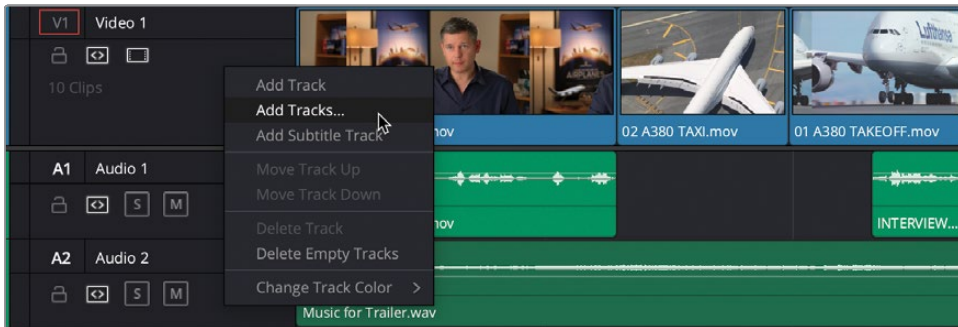 V1 Video 1
10 Clips
Add Track
Add Tracks...
Add Subtitle Track
Move Track Up
Move Track Down
Delete Track
Delete Empty Tracks
Change Track Color >
AIRPLANES
Lufthansa
mov
02 A380 TAXI.mov
01 A380 TAKEOFF.mov
A1 Audio 1
S M
mov
INTERVIEW...
A2 Audio 2
S M
Music for Trailer.wav